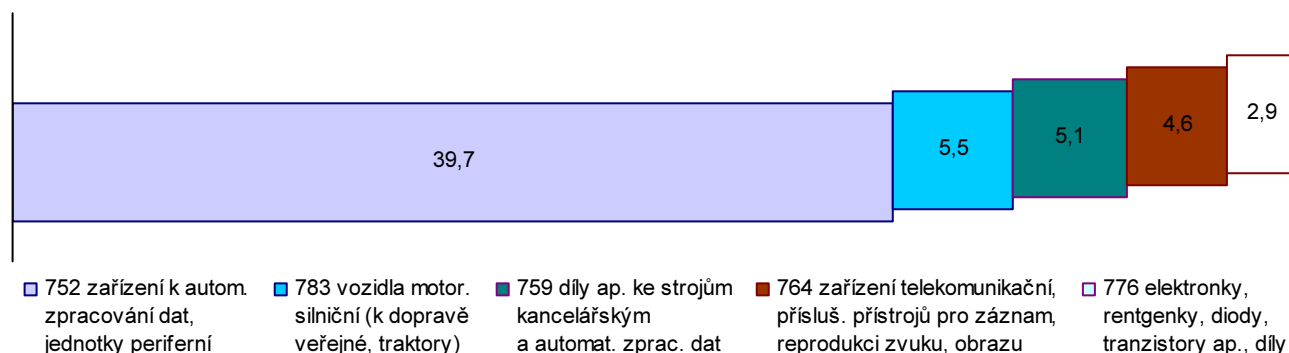 39,7
5,5
5,1
4,6
2,9
752 zařízení k autom.
zpracování dat,
jednotky periferní
783 vozidla motor.
silniční (k dopravě
veřejné, traktory)
759 díly ap. ke strojům
kancelářským
a automat. zprac. dat
764 zařízení telekomunikační,
přísluš. přístrojů pro záznam,
reprodukci zvuku, obrazu
776 elektronky,
rentgenky, diody,
tranzistory ap., díly